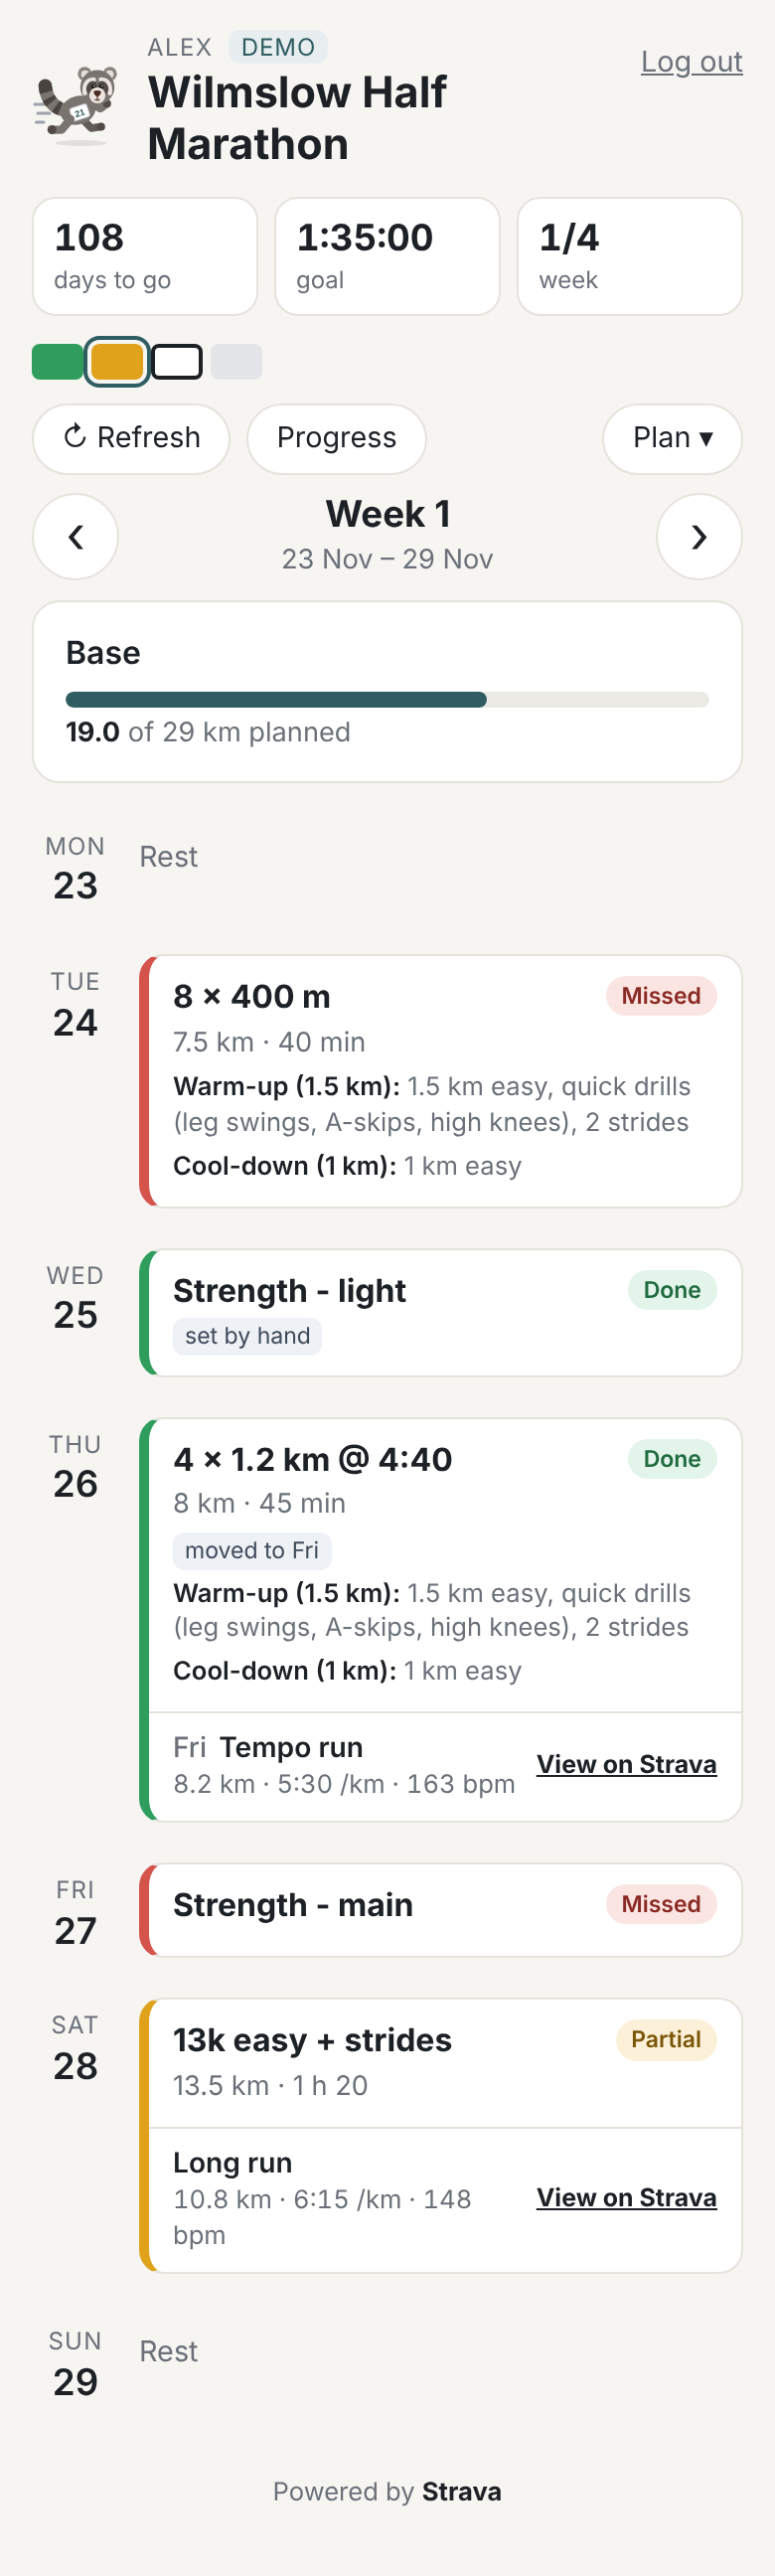 ALEX DEMO
Log out
Wilmslow Half
Marathon
21
108
days to go
1:35:00
goal
1/4
week
↻ Refresh
Progress
Plan ▾
‹
Week 1
›
23 Nov – 29 Nov
Base
19.0 of 29 km planned
MON
23
Rest
TUE
24
8 × 400 m
Missed
7.5 km · 40 min
Warm-up (1.5 km): 1.5 km easy, quick drills
(leg swings, A-skips, high knees), 2 strides
Cool-down (1 km): 1 km easy
WED
25
Strength - light
Done
set by hand
THU
26
4 × 1.2 km @ 4:40
Done
8 km · 45 min
moved to Fri
Warm-up (1.5 km): 1.5 km easy, quick drills
(leg swings, A-skips, high knees), 2 strides
Cool-down (1 km): 1 km easy
Fri Tempo run
8.2 km · 5:30 /km · 163 bpm
View on Strava
FRI
27
Strength - main
Missed
SAT
28
13k easy + strides
Partial
13.5 km · 1 h 20
Long run
10.8 km · 6:15 /km · 148
bpm
View on Strava
SUN
29
Rest
Powered by Strava